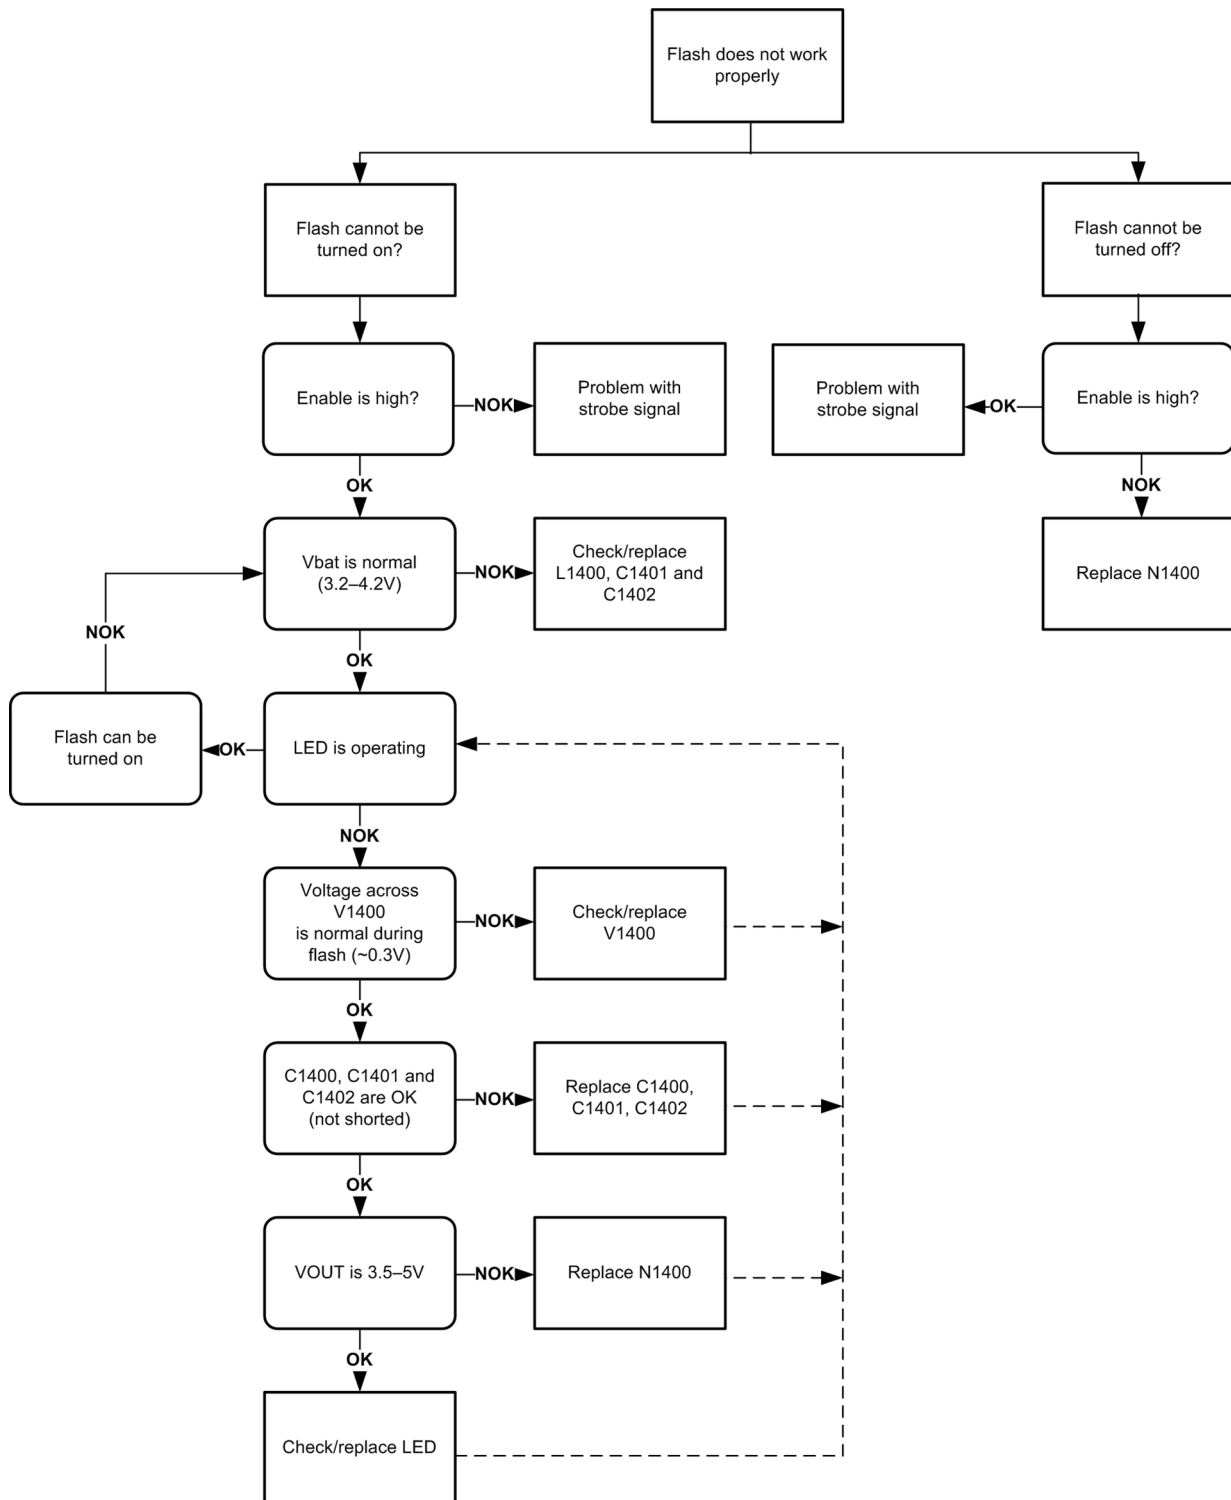 Flash does not work
properly
Flash cannot be
turned on?
Flash cannot be
turned off?
Enable is high?
NOK
Problem with
strobe signal
Problem with
strobe signal
OK
Enable is high?
OK
NOK
Vbat is normal
(3.2–4.2V)
NOK
Check/replace
L1400, C1401 and
C1402
Replace N1400
NOK
OK
Flash can be
turned on
OK
LED is operating
NOK
Voltage across
V1400
is normal during
flash (~0.3V)
NOK
Check/replace
V1400
OK
C1400, C1401 and
C1402 are OK
(not shorted)
NOK
Replace C1400,
C1401, C1402
OK
VOUT is 3.5–5V
NOK
Replace N1400
OK
Check/replace LED